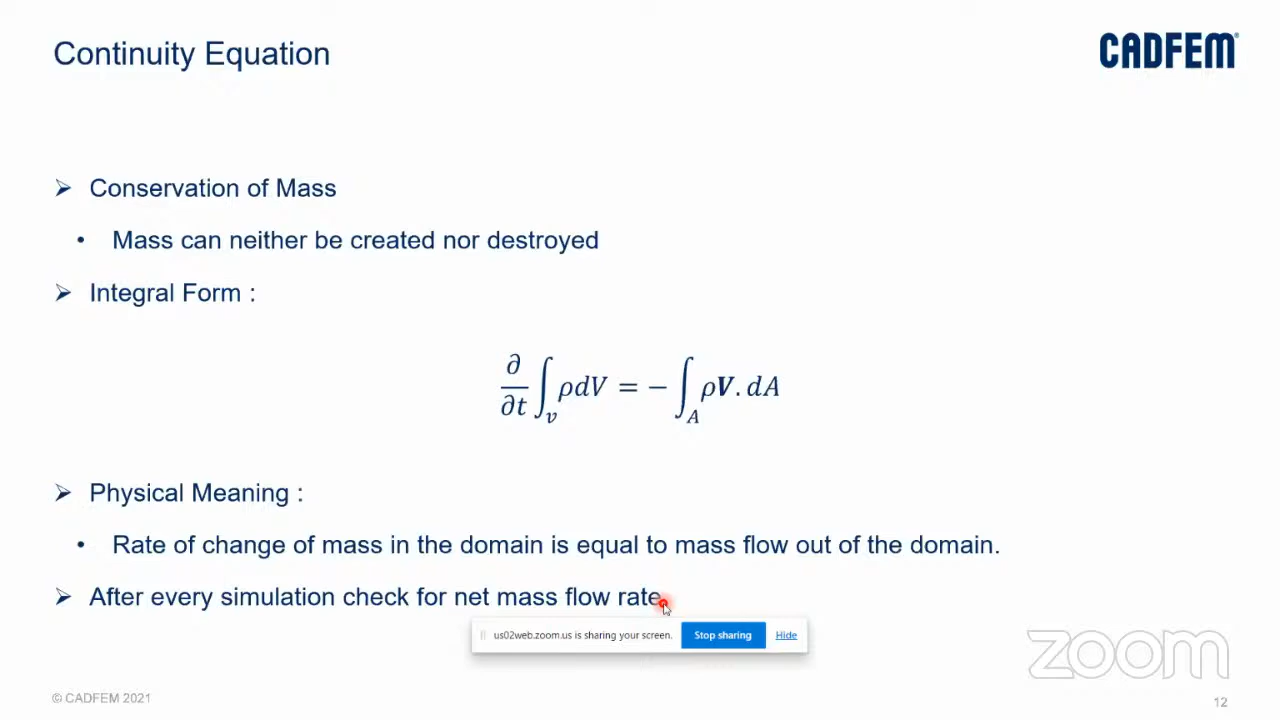 Continuity Equation
CADFEM®
➢ Conservation of Mass
• Mass can neither be created nor destroyed
➢ Integral Form :
∂/∂t ∫_v ρdV = − ∫_A ρ𝑽. dA
➢ Physical Meaning :
• Rate of change of mass in the domain is equal to mass flow out of the domain.
➢ After every simulation check for net mass flow rate
us02web.zoom.us is sharing your screen. Stop sharing Hide
zoom
© CADFEM 2021
12